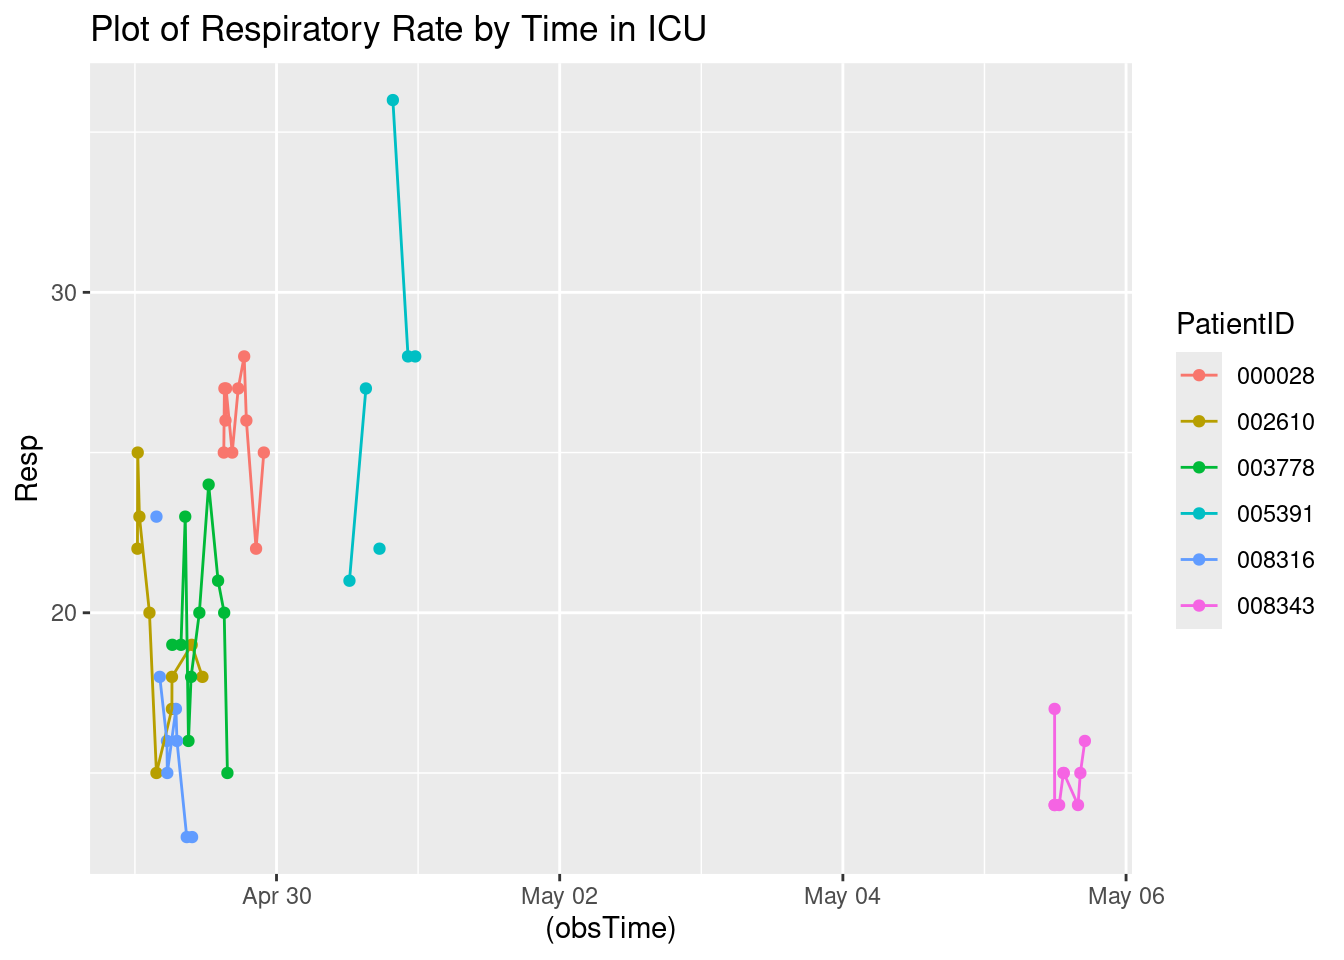 Plot of Respiratory Rate by Time in ICU
Resp
30
20
Apr 30
May 02
May 04
May 06
(obsTime)
PatientID
000028
002610
003778
005391
008316
008343